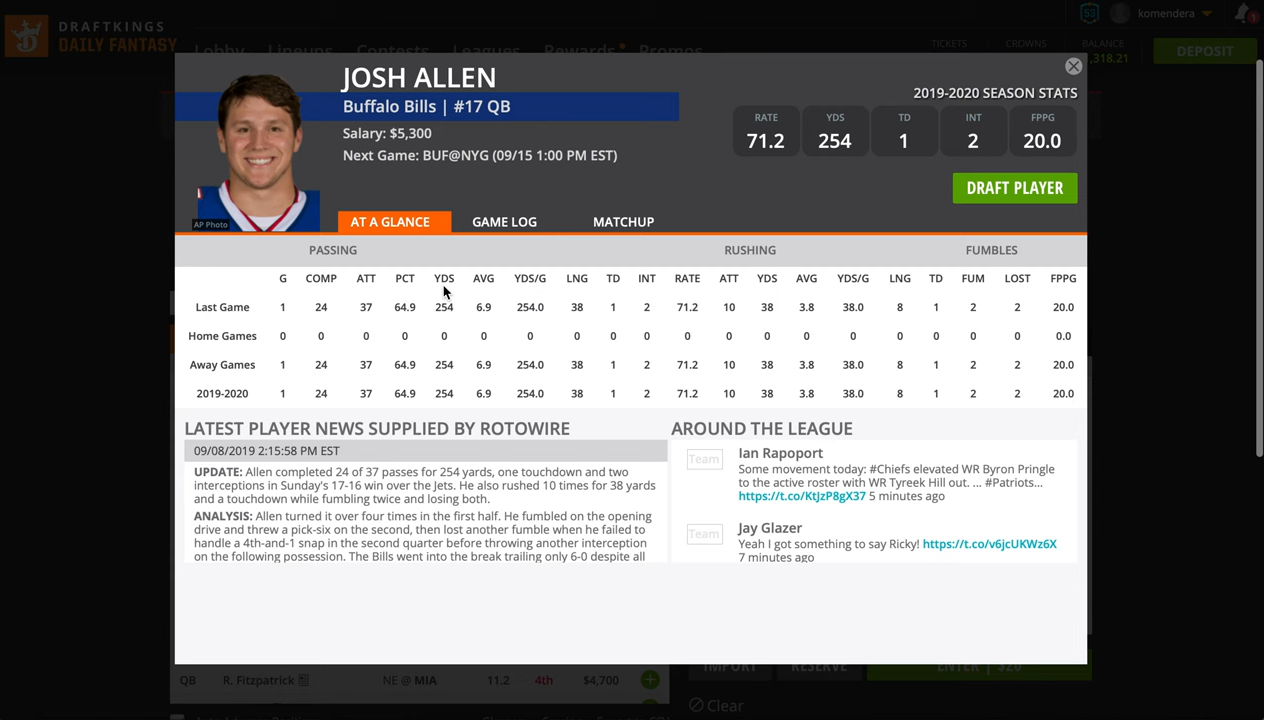 DRAFTKINGS
DAILY FANTASY
Lobby Lineups Contests Leagues Rewards Promos
53
komendera
1
TICKETS CROWNS BALANCE
,318.21
DEPOSIT
JOSH ALLEN
Buffalo Bills | #17 QB
Salary: $5,300
Next Game: BUF@NYG (09/15 1:00 PM EST)
AP Photo
2019-2020 SEASON STATS
RATE YDS TD INT FPPG
71.2 254 1 2 20.0
DRAFT PLAYER
AT A GLANCE GAME LOG MATCHUP
PASSING RUSHING FUMBLES
G COMP ATT PCT YDS AVG YDS/G LNG TD INT RATE ATT YDS AVG YDS/G LNG TD FUM LOST FPPG
Last Game 1 24 37 64.9 254 6.9 254.0 38 1 2 71.2 10 38 3.8 38.0 8 1 2 2 20.0
Home Games 0 0 0 0 0 0 0 0 0 0 0 0 0 0 0 0 0 0 0 0.0
Away Games 1 24 37 64.9 254 6.9 254.0 38 1 2 71.2 10 38 3.8 38.0 8 1 2 2 20.0
2019-2020 1 24 37 64.9 254 6.9 254.0 38 1 2 71.2 10 38 3.8 38.0 8 1 2 2 20.0
LATEST PLAYER NEWS SUPPLIED BY ROTOWIRE
09/08/2019 2:15:58 PM EST
UPDATE: Allen completed 24 of 37 passes for 254 yards, one touchdown and two
interceptions in Sunday's 17-16 win over the Jets. He also rushed 10 times for 38 yards
and a touchdown while fumbling twice and losing both.
ANALYSIS: Allen turned it over four times in the first half. He fumbled on the opening
drive and threw a pick-six on the second, then lost another fumble when he failed to
handle a 4th-and-1 snap in the second quarter before throwing another interception
on the following possession. The Bills went into the break trailing only 6-0 despite all
AROUND THE LEAGUE
Team
Ian Rapoport
Some movement today: #Chiefs elevated WR Byron Pringle
to the active roster with WR Tyreek Hill out. ... #Patriots...
https://t.co/KtJzP8gX37 5 minutes ago
Team
Jay Glazer
Yeah I got something to say Ricky! https://t.co/v6jcUKWz6X
7 minutes ago
IMPORT RESERVE ENTER | $20
QB R. Fitzpatrick NE @ MIA 11.2 4th $4,700
Clear